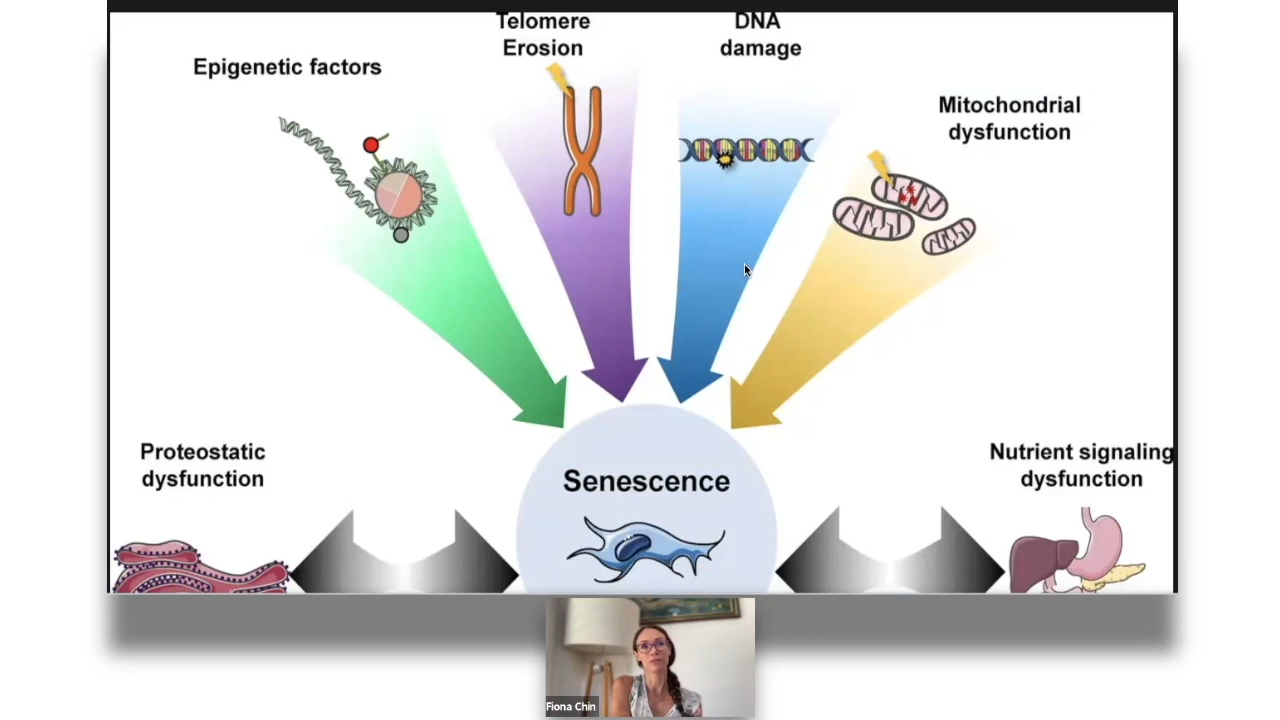 Telomere
Erosion
DNA
damage
Epigenetic factors
Mitochondrial
dysfunction
Proteostatic
dysfunction
Nutrient signaling
dysfunction
Senescence
Fiona Chin